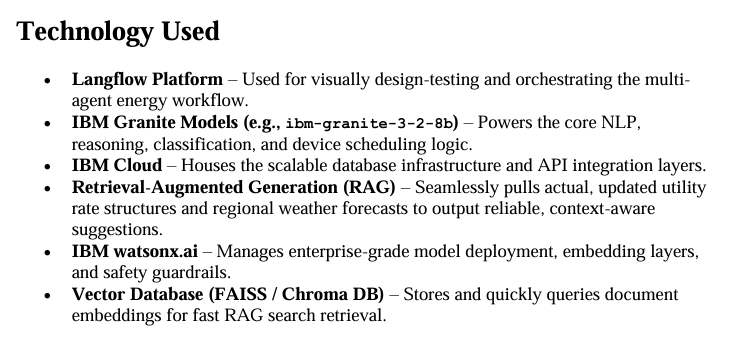 Technology Used
• Langflow Platform – Used for visually design-testing and orchestrating the multi-
agent energy workflow.
• IBM Granite Models (e.g., ibm-granite-3-2-8b) – Powers the core NLP,
reasoning, classification, and device scheduling logic.
• IBM Cloud – Houses the scalable database infrastructure and API integration layers.
• Retrieval-Augmented Generation (RAG) – Seamlessly pulls actual, updated utility
rate structures and regional weather forecasts to output reliable, context-aware
suggestions.
• IBM watsonx.ai – Manages enterprise-grade model deployment, embedding layers,
and safety guardrails.
• Vector Database (FAISS / Chroma DB) – Stores and quickly queries document
embeddings for fast RAG search retrieval.